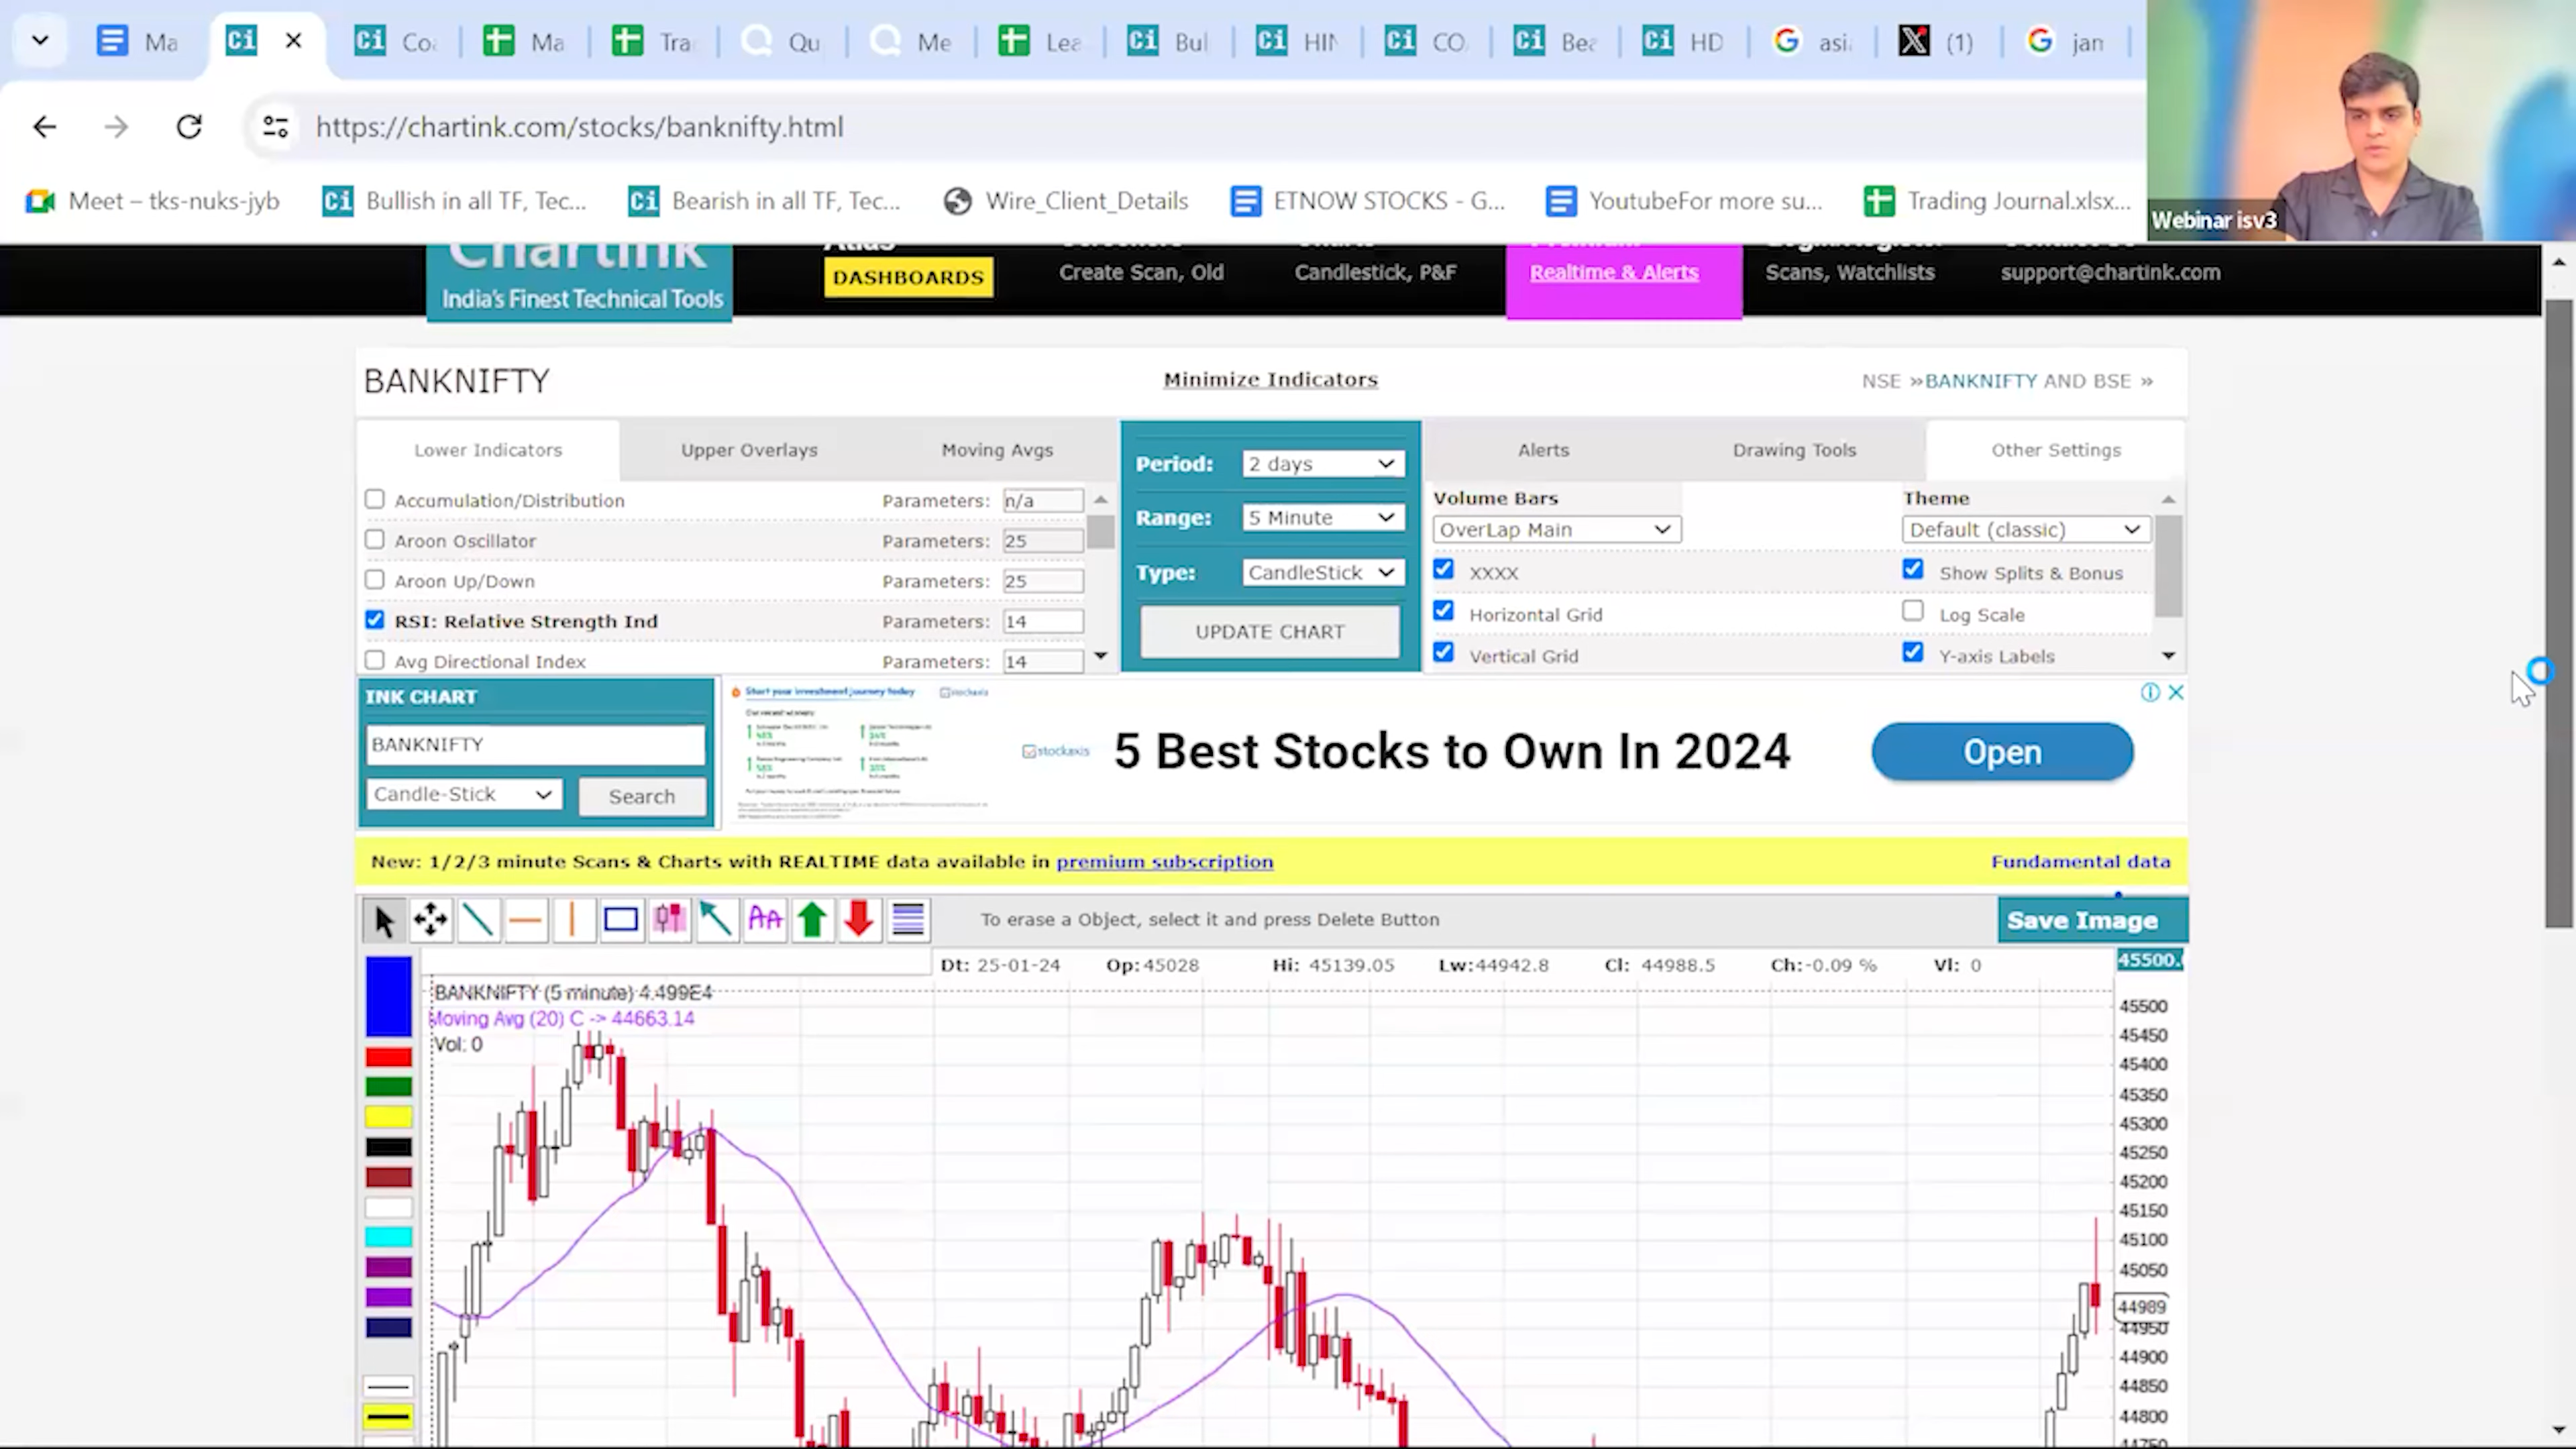 Ma
Co
Ma
Tra
Qu
Me
Lea
Bul
HIN
CO
Bea
HD
asi
(1)
jan
https://chartink.com/stocks/banknifty.html
Meet – tks-nuks-jyb
Bullish in all TF, Tec...
Bearish in all TF, Tec...
Wire_Client_Details
ETNOW STOCKS - G...
YoutubeFor more su...
Trading Journal.xlsx...
Webinar isv3
Chartink
India's Finest Technical Tools
Atlas
DASHBOARDS
Create Scan, Old
Candlestick, P&F
Realtime & Alerts
Scans, Watchlists
support@chartink.com
BANKNIFTY
Minimize Indicators
NSE »BANKNIFTY AND BSE »
Lower Indicators
Upper Overlays
Moving Avgs
Accumulation/Distribution Parameters: n/a
Aroon Oscillator Parameters: 25
Aroon Up/Down Parameters: 25
RSI: Relative Strength Ind Parameters: 14
Avg Directional Index Parameters: 14
Period: 2 days
Range: 5 Minute
Type: CandleStick
UPDATE CHART
Alerts
Drawing Tools
Other Settings
Volume Bars
Theme
OverLap Main
Default (classic)
XXXX
Show Splits & Bonus
Horizontal Grid
Log Scale
Vertical Grid
Y-axis Labels
INK CHART
BANKNIFTY
Candle-Stick
Search
Start your investment journey today
stockaxis
5 Best Stocks to Own In 2024
Open
New: 1/2/3 minute Scans & Charts with REALTIME data available in premium subscription
Fundamental data
AA
To erase a Object, select it and press Delete Button
Save Image
Dt: 25-01-24 Op:45028 Hi: 45139.05 Lw:44942.8 Cl: 44988.5 Ch:-0.09 % Vl: 0
BANKNIFTY (5 minute) 4.499E4
Moving Avg (20) C -> 44663.14
Vol: 0
45500
45450
45400
45350
45300
45250
45200
45150
45100
45050
44989
44950
44900
44850
44800